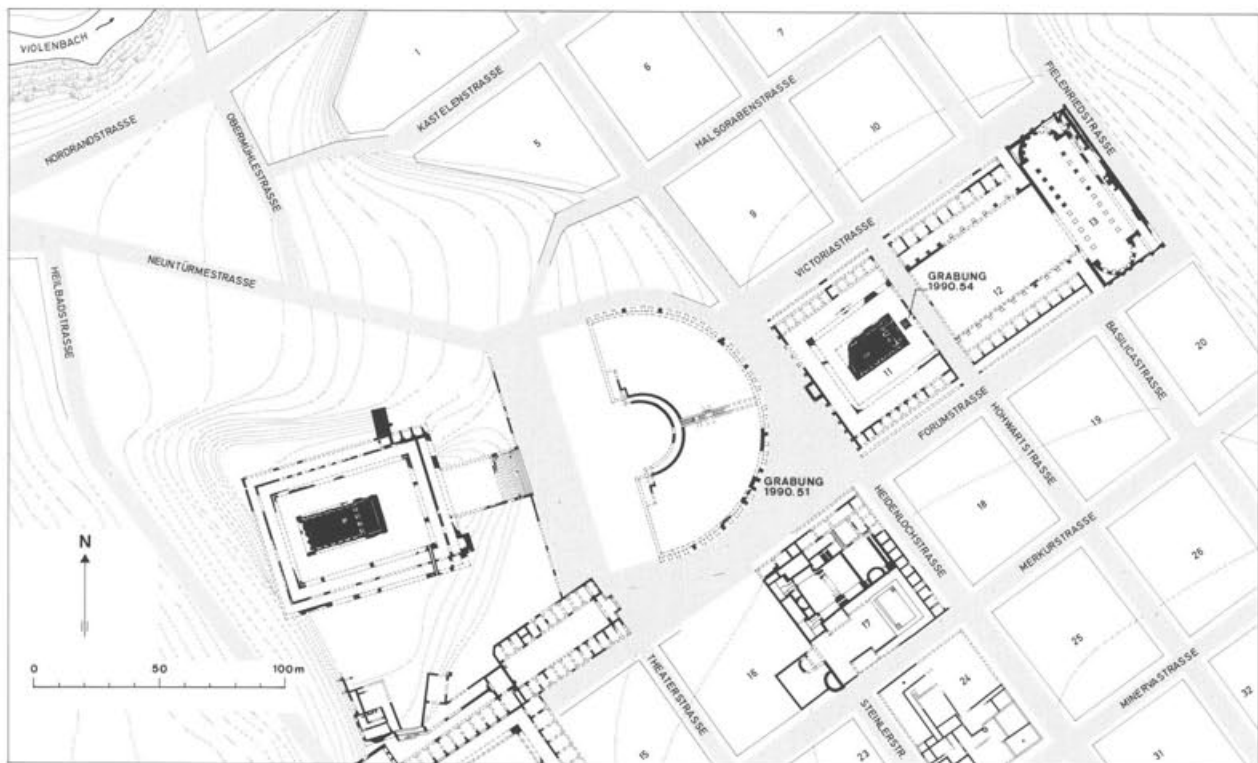 VIOLENBACH
NORDRANDSTRASSE
OBERMÜHLESTRASSE
KASTELENSTRASSE
1
5
6
7
HALSGRABENSTRASSE
9
10
FIELENRIEDSTRASSE
HEILBADSTRASSE
NEUNTÜRMESTRASSE
VICTORIASTRASSE
GRABUNG
1990.54
11
12
13
FORUMSTRASSE
BASILICASTRASSE
20
HOHWARTSTRASSE
19
GRABUNG
1990.51
HEIDENLOCHSTRASSE
18
MERKURSTRASSE
26
N
0 50 100m
THEATERSTRASSE
16
17
STEINLERSTR.
24
25
MINERVASTRASSE
32
15
23
31